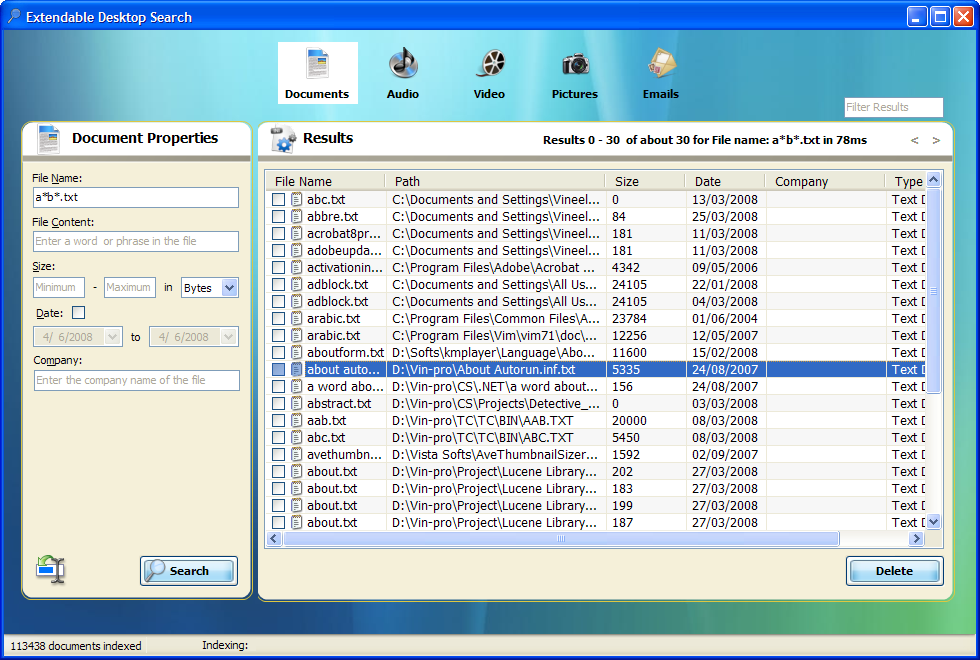 Extendable Desktop Search
Documents Audio Video Pictures Emails
Filter Results
Document Properties
File Name:
a*b*.txt
File Content:
Enter a word or phrase in the file
Size:
Minimum - Maximum in Bytes
Date:
4/ 6/2008 to 4/ 6/2008
Company:
Enter the company name of the file
Search
Results Results 0 - 30 of about 30 for File name: a*b*.txt in 78ms < >
File Name Path Size Date Company Type
abc.txt C:\Documents and Settings\Vineel... 0 13/03/2008 Text D
abbre.txt C:\Documents and Settings\Vineel... 84 25/03/2008 Text D
acrobat8pr... C:\Documents and Settings\Vineel... 181 11/03/2008 Text D
adobeupda... C:\Documents and Settings\Vineel... 181 11/03/2008 Text D
activationin... C:\Program Files\Adobe\Acrobat ... 4342 09/05/2006 Text D
adblock.txt C:\Documents and Settings\All Us... 24105 22/01/2008 Text D
adblock.txt C:\Documents and Settings\All Us... 24105 04/03/2008 Text D
arabic.txt C:\Program Files\Common Files\A... 23784 01/06/2004 Text D
arabic.txt C:\Program Files\Vim\vim71\doc\... 12256 12/05/2007 Text D
aboutform.txt D:\Softs\kmplayer\Language\Abo... 11600 15/02/2008 Text D
about auto... D:\Vin-pro\About Autorun.inf.txt 5335 24/08/2007 Text D
a word abo... D:\Vin-pro\CS\.NET\a word about... 156 24/08/2007 Text D
abstract.txt D:\Vin-pro\CS\Projects\Detective_... 0 03/03/2008 Text D
aab.txt D:\Vin-pro\TC\TC\BIN\AAB.TXT 20000 08/03/2008 Text D
abc.txt D:\Vin-pro\TC\TC\BIN\ABC.TXT 5450 08/03/2008 Text D
avethumbn... D:\Vista Softs\AveThumbnailSizer... 1592 02/09/2007 Text D
about.txt D:\Vin-pro\Project\Lucene Library... 202 27/03/2008 Text D
about.txt D:\Vin-pro\Project\Lucene Library... 183 27/03/2008 Text D
about.txt D:\Vin-pro\Project\Lucene Library... 199 27/03/2008 Text D
about.txt D:\Vin-pro\Project\Lucene Library... 187 27/03/2008 Text D
Delete
113438 documents indexed Indexing: